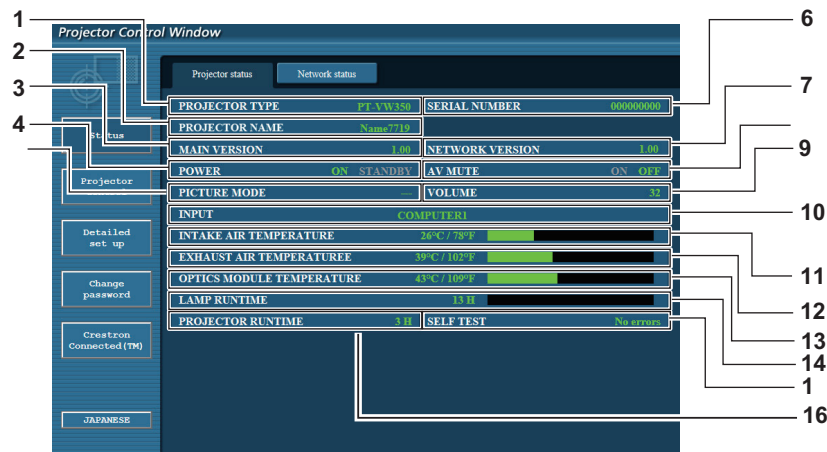 1
2
3
4
6
7
9
10
11
12
13
14
1
16
Projector Control Window
Projector status
Network status
Status
Projector
Detailed
set up
Change
password
Crestron
Connected(TM)
JAPANESE
PROJECTOR TYPE PT-VW350 SERIAL NUMBER 000000000
PROJECTOR NAME Name7719
MAIN VERSION 1.00 NETWORK VERSION 1.00
POWER ON STANDBY AV MUTE ON OFF
PICTURE MODE --- VOLUME 32
INPUT COMPUTER1
INTAKE AIR TEMPERATURE 26°C / 78°F
EXHAUST AIR TEMPERATUREE 39°C / 102°F
OPTICS MODULE TEMPERATURE 43°C / 109°F
LAMP RUNTIME 13 H
PROJECTOR RUNTIME 3 H SELF TEST No errors